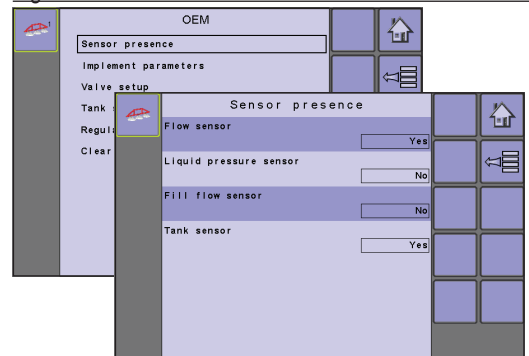 OEM
Sensor presence
Implement parameters
Valve setup
Tank
Regul
Clear
1
Sensor presence
Flow sensor
Yes
Liquid pressure sensor
No
Fill flow sensor
No
Tank sensor
Yes